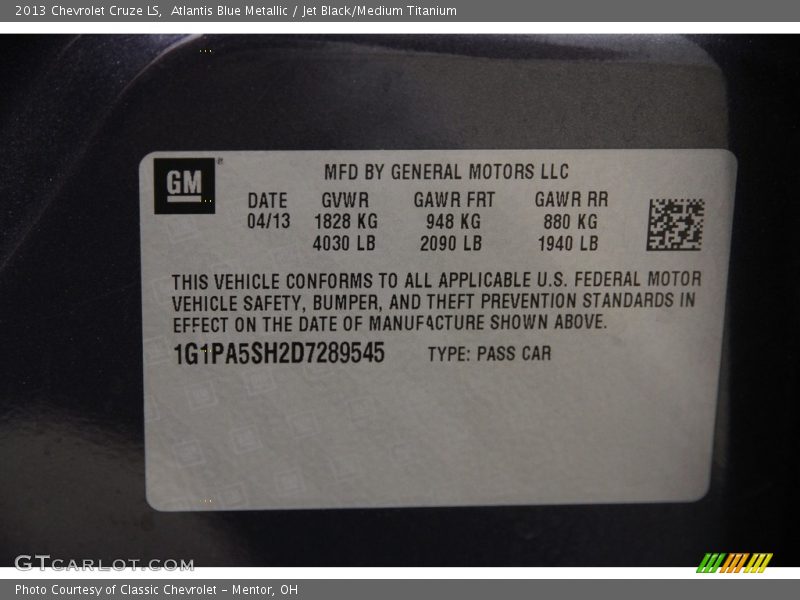 2013 Chevrolet Cruze LS, Atlantis Blue Metallic / Jet Black/Medium Titanium
GM
MFD BY GENERAL MOTORS LLC
DATE GVWR GAWR FRT GAWR RR
04/13 1828 KG 948 KG 880 KG
4030 LB 2090 LB 1940 LB
THIS VEHICLE CONFORMS TO ALL APPLICABLE U.S. FEDERAL MOTOR
VEHICLE SAFETY, BUMPER, AND THEFT PREVENTION STANDARDS IN
EFFECT ON THE DATE OF MANUFACTURE SHOWN ABOVE.
1G1PA5SH2D7289545 TYPE: PASS CAR
GTCARLOT.COM
Photo Courtesy of Classic Chevrolet - Mentor, OH